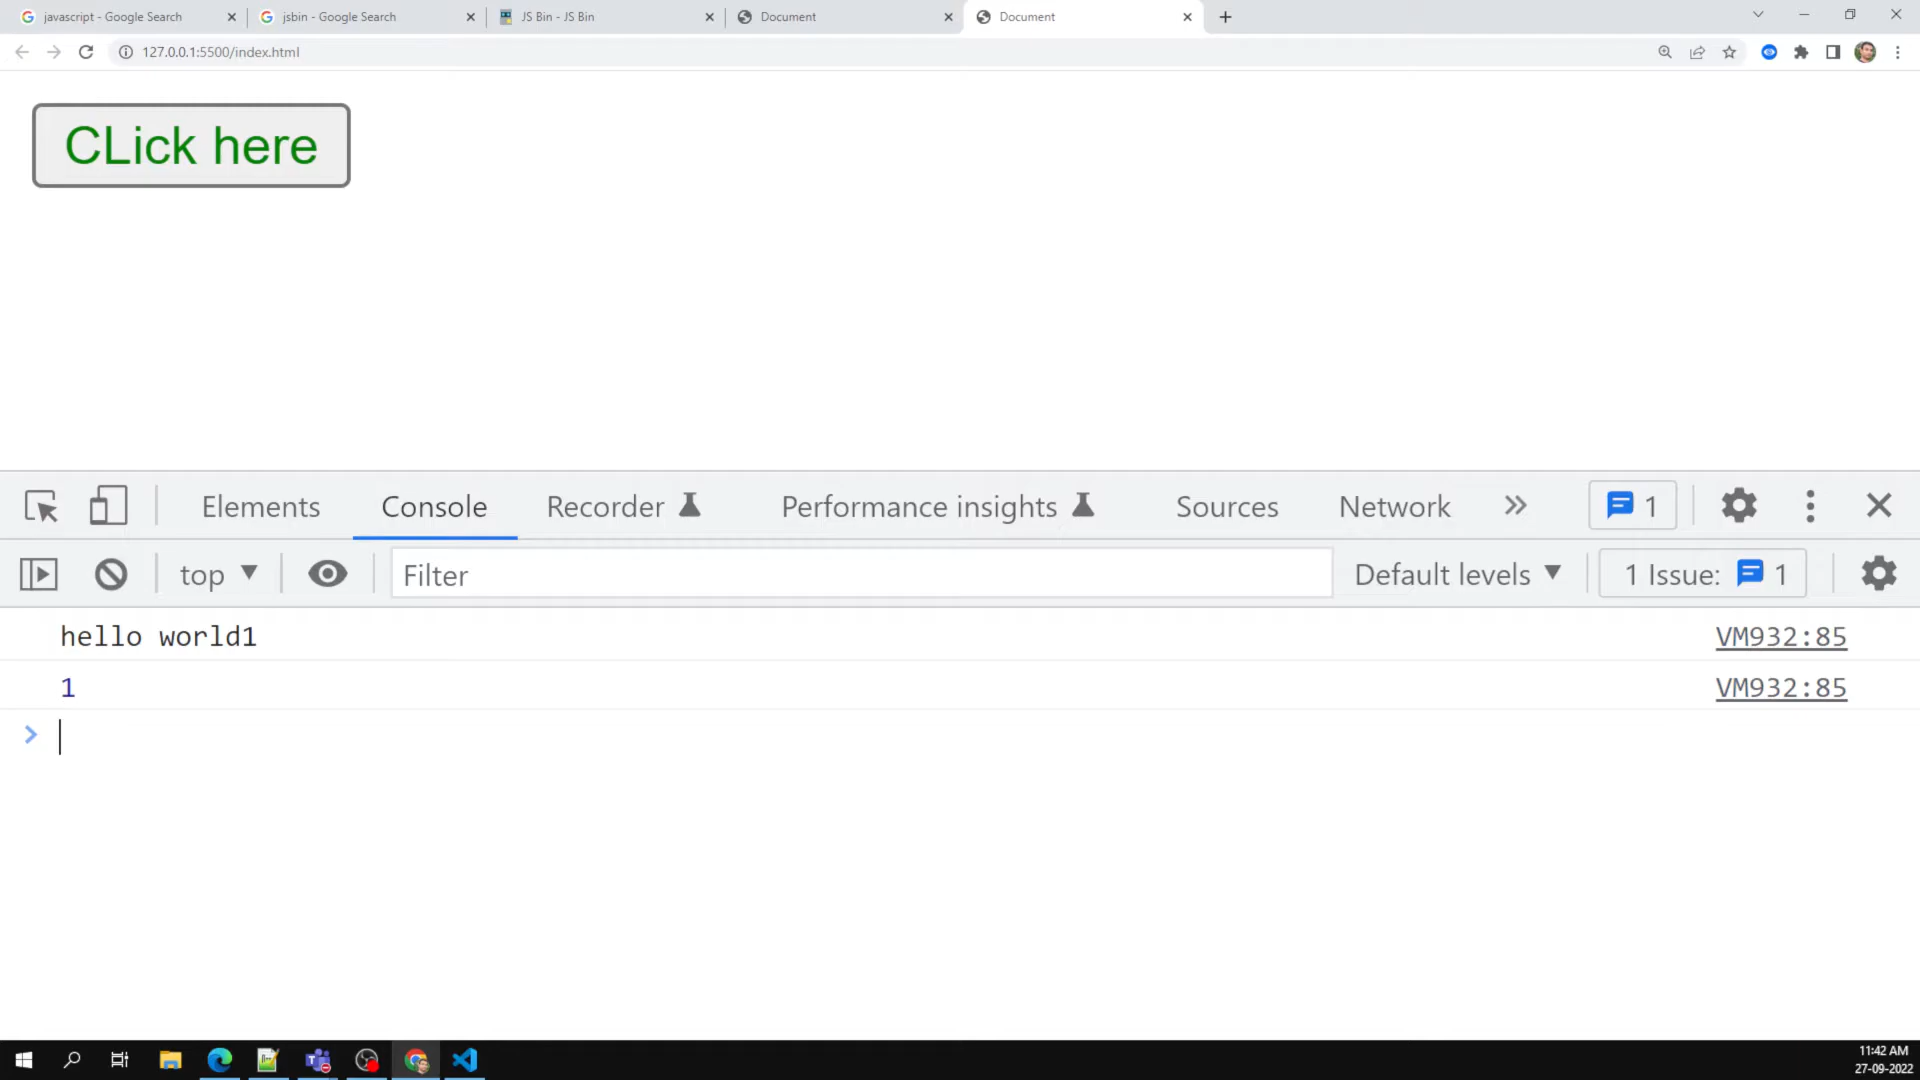 javascript - Google Search
jsbin - Google Search
JS Bin - JS Bin
Document
Document
127.0.0.1:5500/index.html
CLick here
Elements
Console
Recorder
Performance insights
Sources
Network
1
top
Filter
Default levels
1 Issue: 1
hello world1
VM932:85
1
VM932:85
11:42 AM
27-09-2022